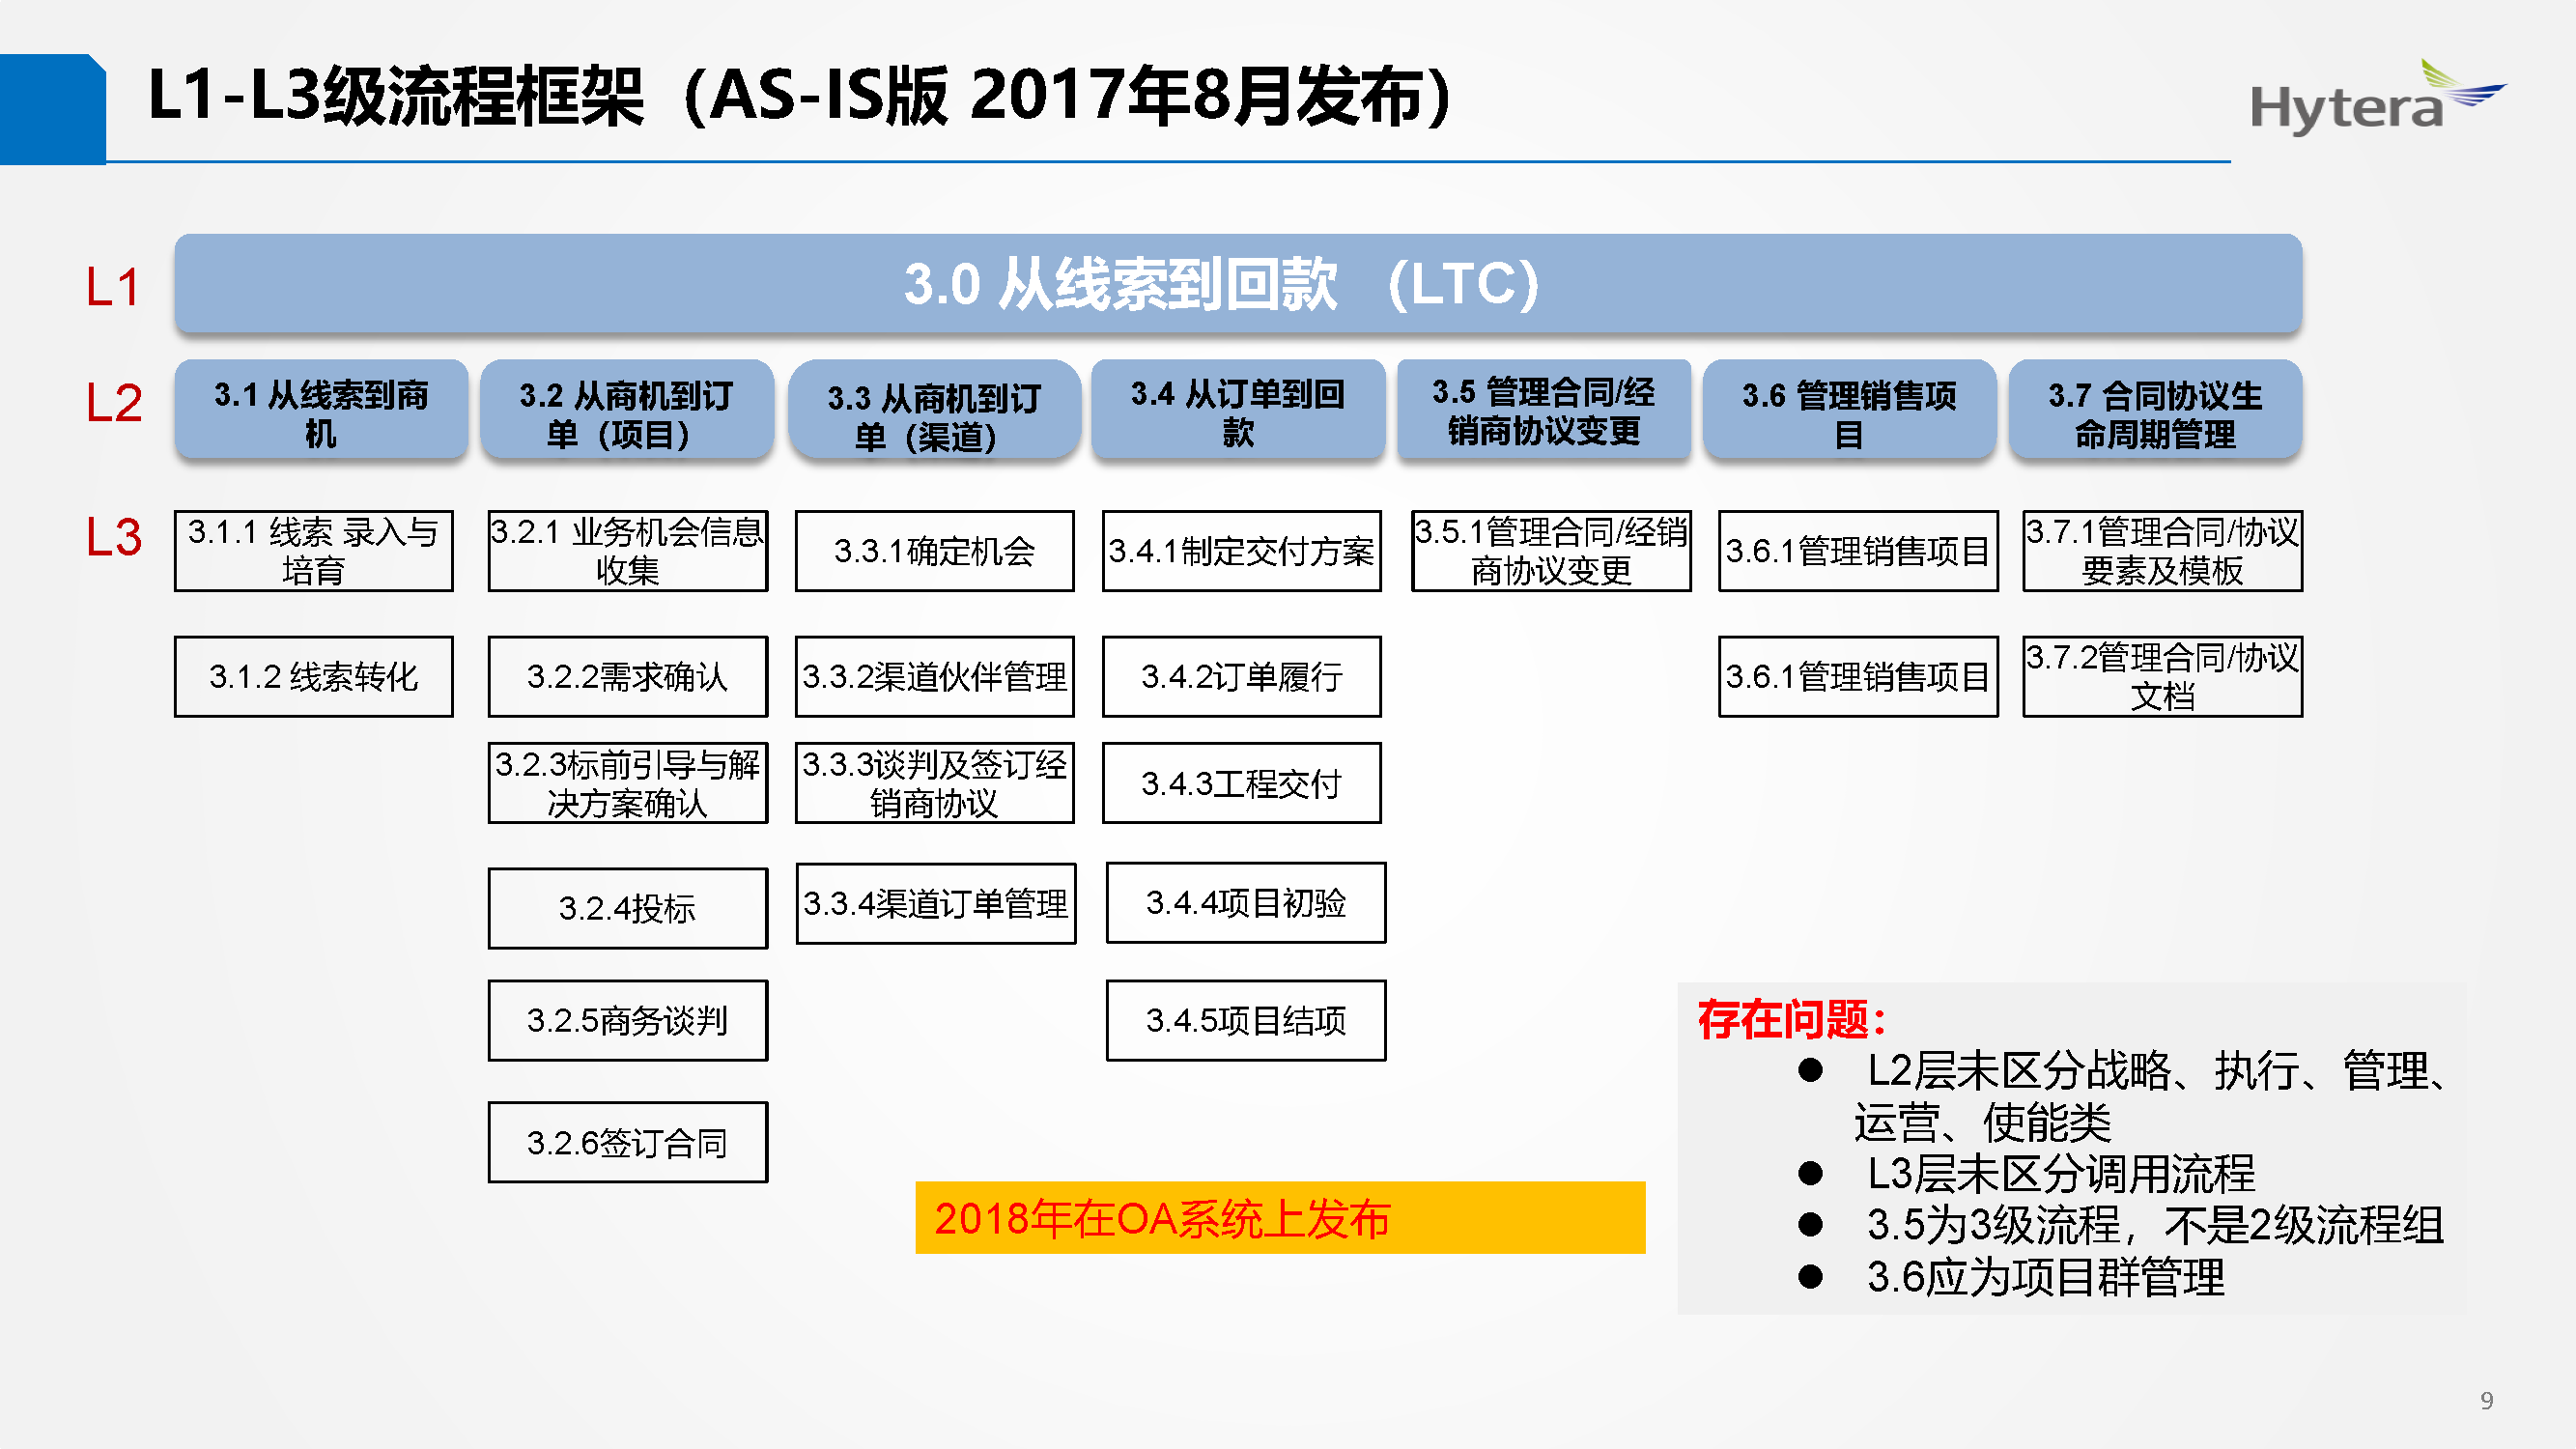 L1-L3级流程框架（AS-IS版 2017年8月发布）
Hytera
L1
3.0 从线索到回款 （LTC）
L2
3.1 从线索到商
机
3.2 从商机到订
单（项目）
3.3 从商机到订
单（渠道）
3.4 从订单到回
款
3.5 管理合同/经
销商协议变更
3.6 管理销售项
目
3.7 合同协议生
命周期管理
L3
3.1.1 线索 录入与
培育
3.2.1 业务机会信息
收集
3.3.1确定机会
3.4.1制定交付方案
3.5.1管理合同/经销
商协议变更
3.6.1管理销售项目
3.7.1管理合同/协议
要素及模板
3.1.2 线索转化
3.2.2需求确认
3.3.2渠道伙伴管理
3.4.2订单履行
3.6.1管理销售项目
3.7.2管理合同/协议
文档
3.2.3标前引导与解
决方案确认
3.3.3谈判及签订经
销商协议
3.4.3工程交付
3.2.4投标
3.3.4渠道订单管理
3.4.4项目初验
3.2.5商务谈判
3.4.5项目结项
3.2.6签订合同
2018年在OA系统上发布
存在问题：
● L2层未区分战略、执行、管理、
运营、使能类
● L3层未区分调用流程
● 3.5为3级流程，不是2级流程组
● 3.6应为项目群管理
9